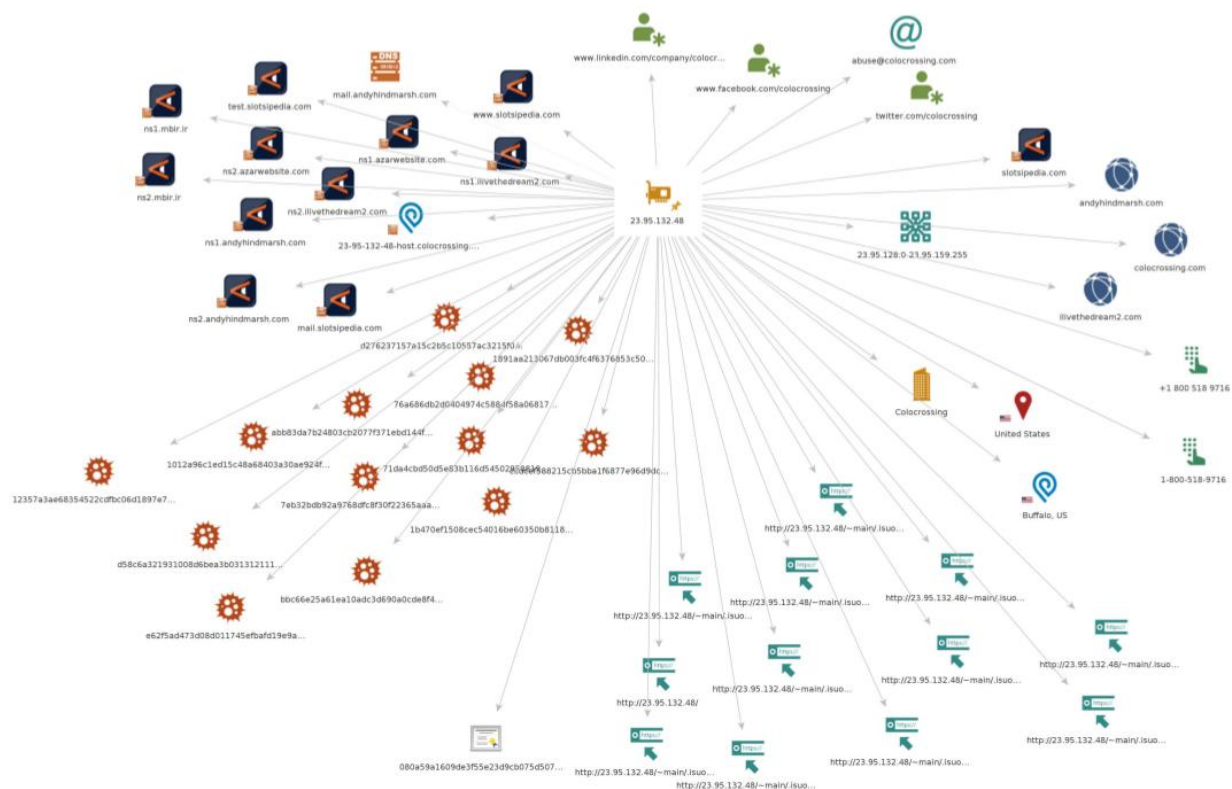 www.linkedin.com/company/colocr...
abuse@colocrossing.com
www.facebook.com/colocrossing
twitter.com/colocrossing
DNS
mail.andyhindmarsh.com
test.slotsipedia.com
www.slotsipedia.com
ns1.mbir.ir
ns1.azarwebsite.com
ns2.azarwebsite.com
ns1.ilivethedream2.com
slotsipedia.com
ns2.mbir.ir
ns2.ilivethedream2.com
andyhindmarsh.com
23.95.132.48
ns1.andyhindmarsh.com
23-95-132-48-host.colocrossing....
23.95.128.0-23.95.159.255
colocrossing.com
ns2.andyhindmarsh.com
mail.slotsipedia.com
ilivethedream2.com
d276237157e15c2b5c10557ac3215f0...
1891aa213067db003fc4f6376853c50...
+1 800 518 9716
76a686db2d0404974c5884f58a06817...
Colocrossing
abb83da7b24803cb2077f371ebd144f...
United States
1012a96c1ed15c48a68403a30ae924f...
1-800-518-9716
12357a3ae68354522cdfbc06d1897e7...
7eb32bdb92a9768dfc8f30f22365aaa...
Buffalo, US
1b470ef1508cec54016be60350b8118...
http://23.95.132.48/~main/.isuo...
d58c6a321931008d6bea3b031312111...
https://
http://23.95.132.48/~main/.isuo...
http://23.95.132.48/~main/.isuo...
bbc66e25a61ea10adc3d690a0cde8f4...
http://23.95.132.48/~main/.isuo...
e62f5ad473d08d011745efbafd19e9a...
http://23.95.132.48/~main/.isuo...
http://23.95.132.48/~main/.isuo...
http://23.95.132.48/~main/.isuo...
http://23.95.132.48/
http://23.95.132.48/~main/.isuo...
080a59a1609de3f55e23d9cb075d507...
http://23.95.132.48/~main/.isuo...
http://23.95.132.48/~main/.isuo...
http://23.95.132.48/~main/.isuo...